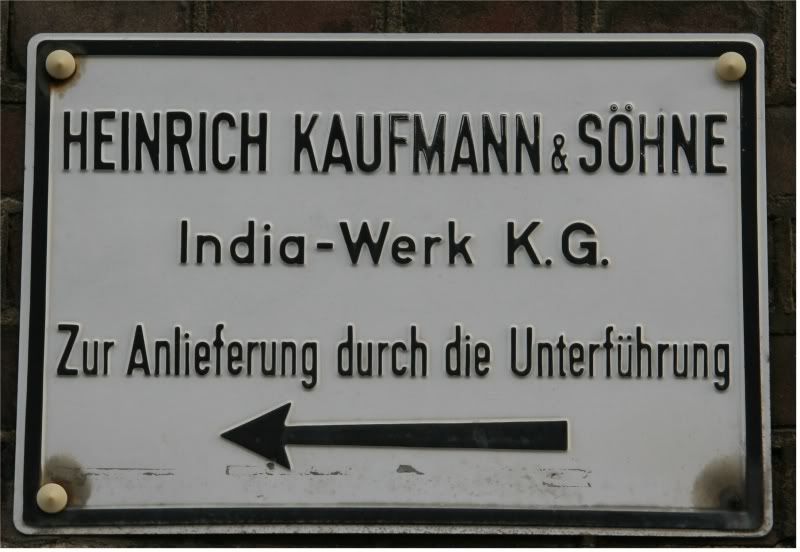 HEINRICH KAUFMANN & SÖHNE
India-Werk K.G.
Zur Anlieferung durch die Unterführung